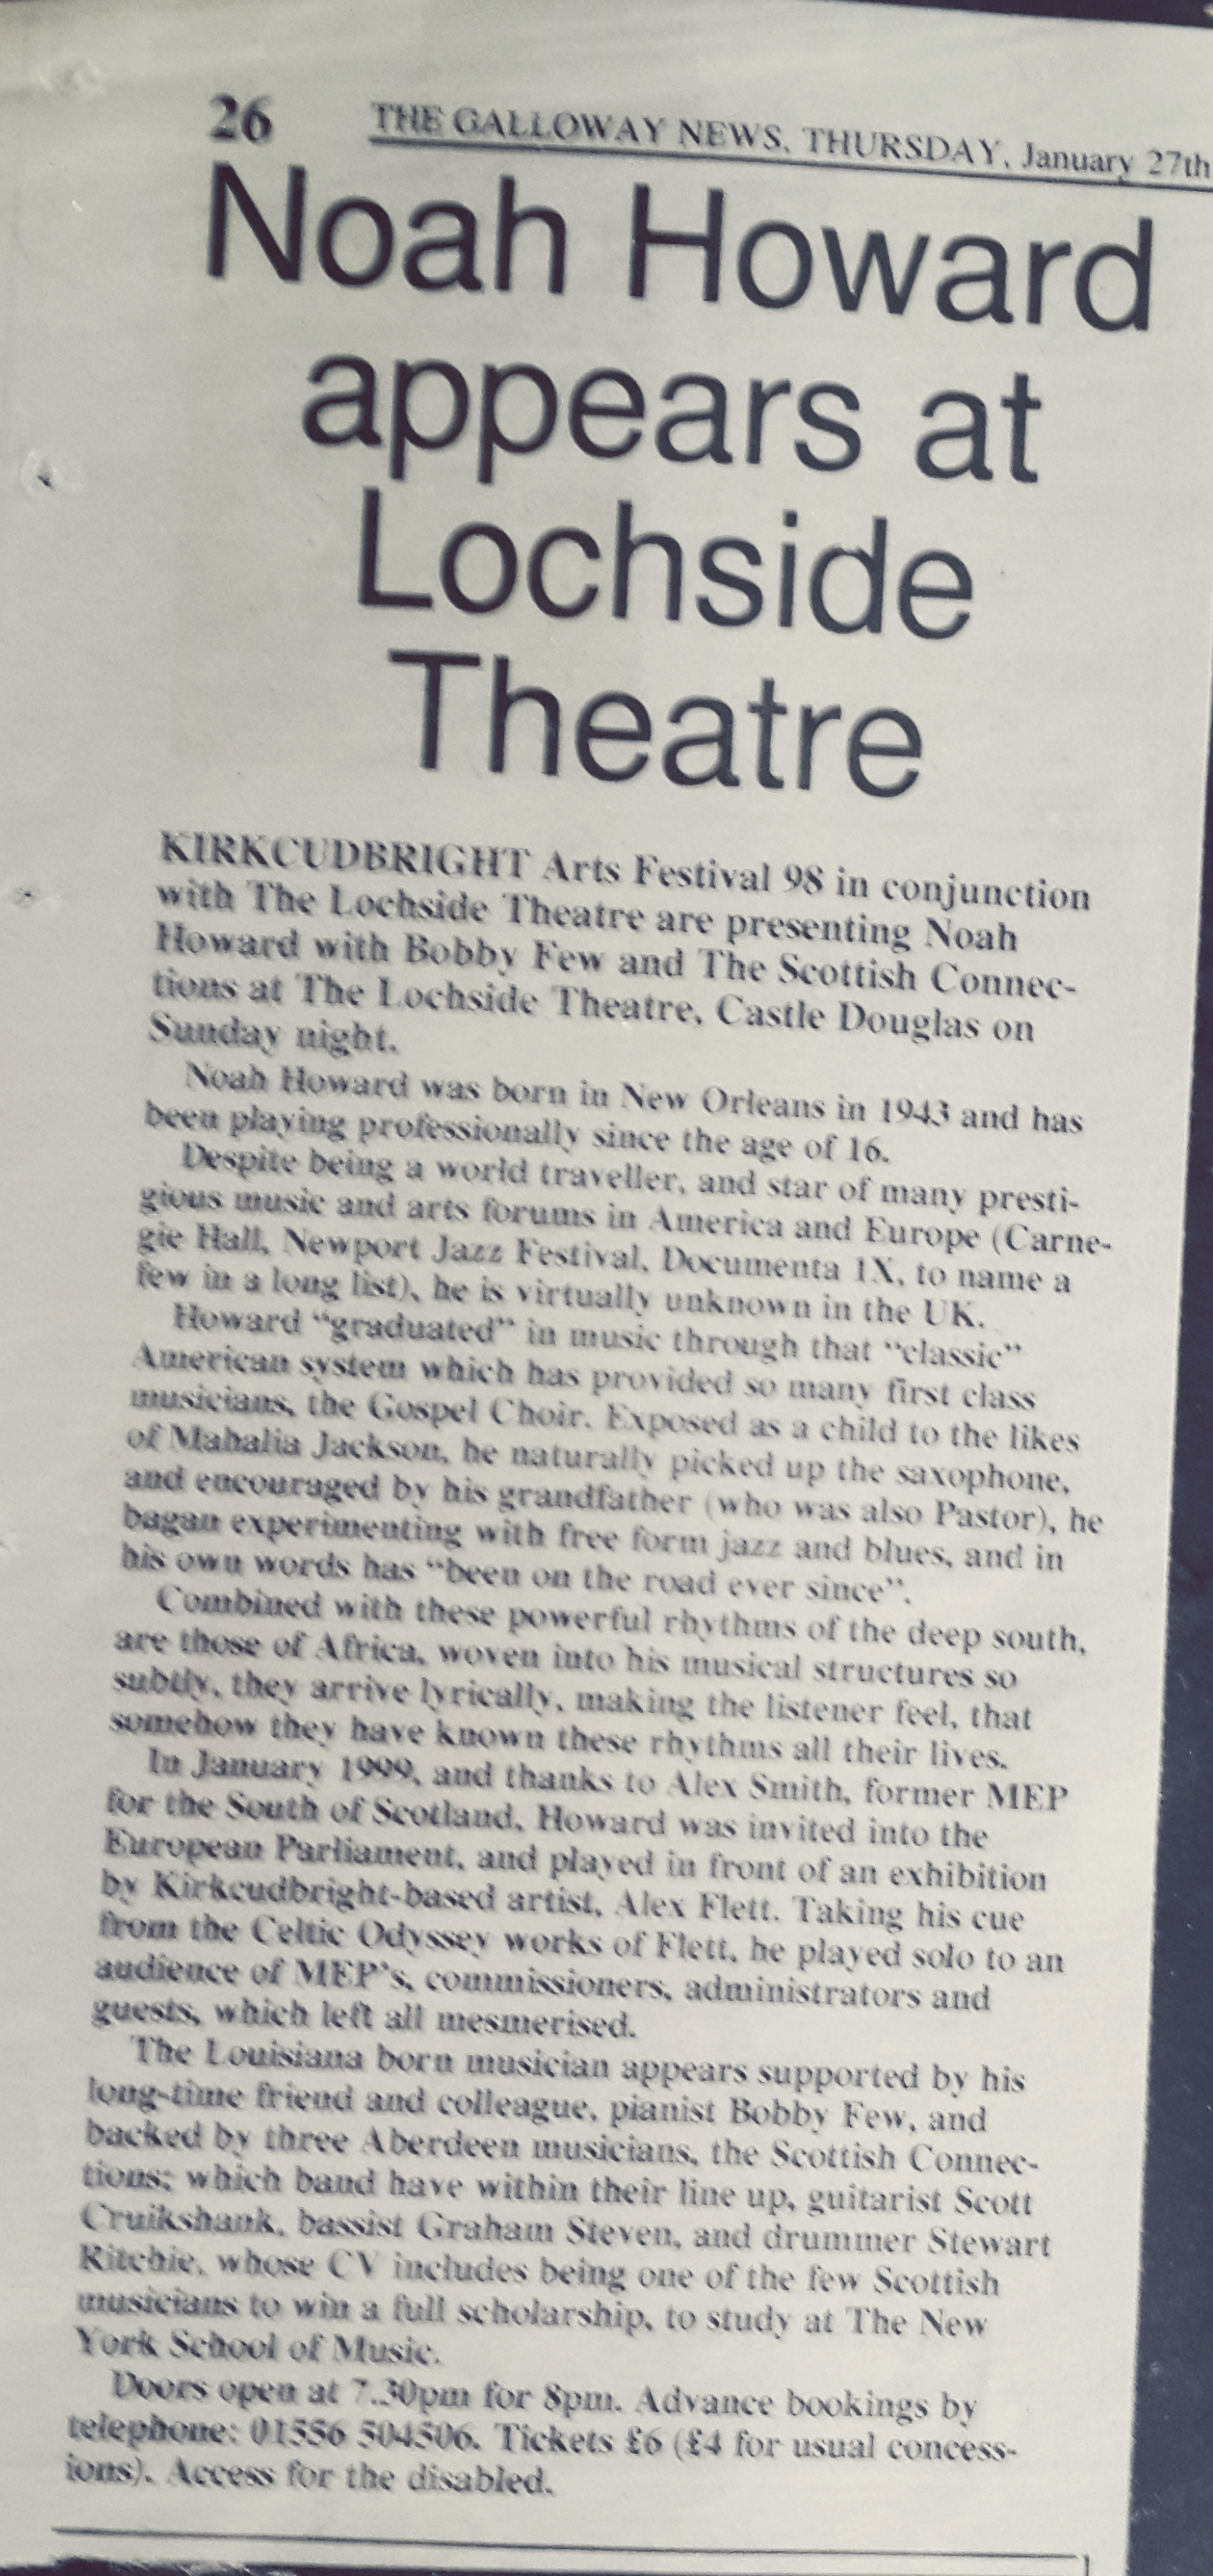 26 THE GALLOWAY NEWS, THURSDAY, January 27th
Noah Howard
appears at
Lochside
Theatre
KIRKCUDBRIGHT Arts Festival 98 in conjunction
with The Lochside Theatre are presenting Noah
Howard with Bobby Few and The Scottish Connec-
tions at The Lochside Theatre, Castle Douglas on
Sunday night.
Noah Howard was born in New Orleans in 1943 and has
been playing professionally since the age of 16.
Despite being a world traveller, and star of many presti-
gious music and arts forums in America and Europe (Carne-
gie Hall, Newport Jazz Festival, Documenta 1X, to name a
few in a long list), he is virtually unknown in the UK.
Howard “graduated” in music through that “classic”
American system which has provided so many first class
musicians, the Gospel Choir. Exposed as a child to the likes
of Mahalia Jackson, he naturally picked up the saxophone,
and encouraged by his grandfather (who was also Pastor), he
bagan experimenting with free form jazz and blues, and in
his own words has “been on the road ever since”.
Combined with these powerful rhythms of the deep south,
are those of Africa, woven into his musical structures so
subtly, they arrive lyrically, making the listener feel, that
somehow they have known these rhythms all their lives.
In January 1999, and thanks to Alex Smith, former MEP
for the South of Scotland, Howard was invited into the
European Parliament, and played in front of an exhibition
by Kirkcudbright-based artist, Alex Flett. Taking his cue
from the Celtic Odyssey works of Flett, he played solo to an
audience of MEP’s, commissioners, administrators and
guests, which left all mesmerised.
The Louisiana born musician appears supported by his
long-time friend and colleague, pianist Bobby Few, and
backed by three Aberdeen musicians, the Scottish Connec-
tions; which band have within their line up, guitarist Scott
Cruikshank, bassist Graham Steven, and drummer Stewart
Ritchie, whose CV includes being one of the few Scottish
musicians to win a full scholarship, to study at The New
York School of Music.
Doors open at 7.30pm for 8pm. Advance bookings by
telephone: 01556 504506. Tickets £6 (£4 for usual concess-
ions). Access for the disabled.